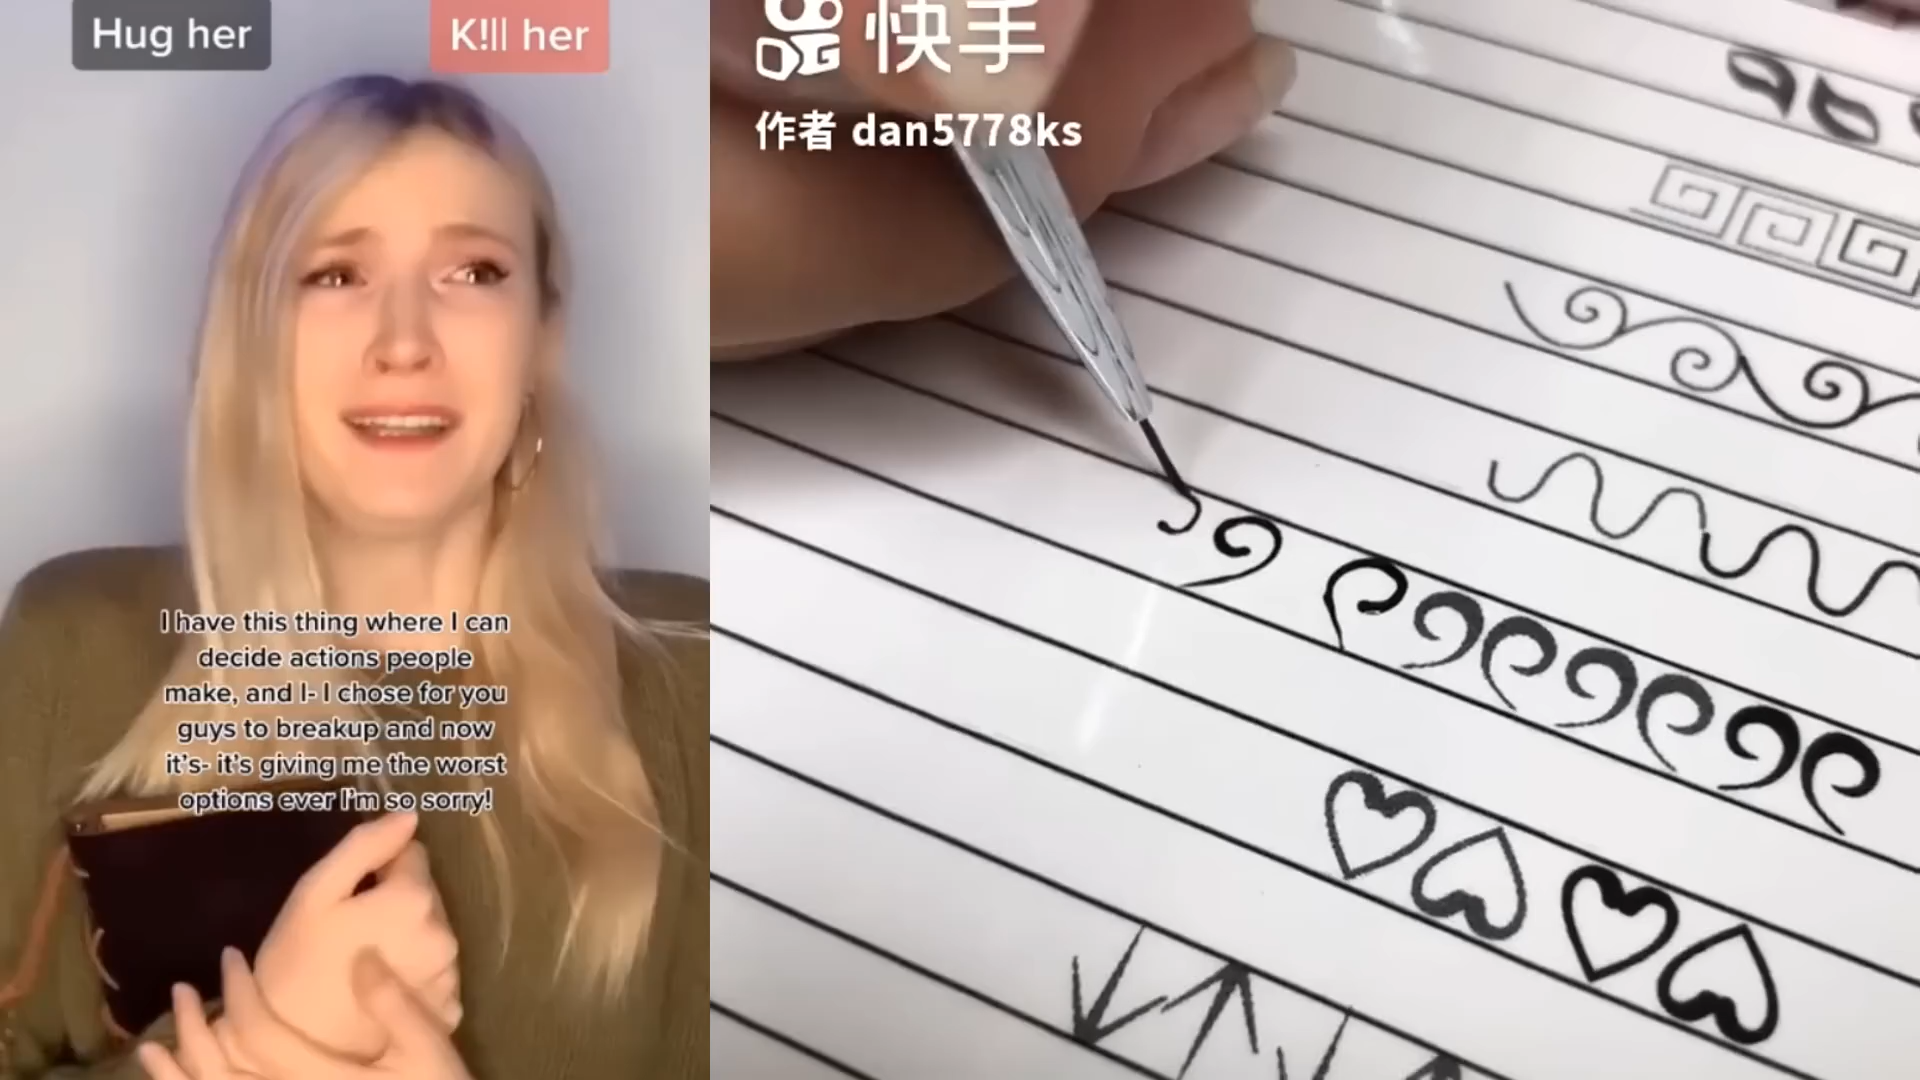 Hug her
K!ll her
I have this thing where I can
decide actions people
make, and I- I chose for you
guys to breakup and now
it's- it's giving me the worst
options ever I'm so sorry!
快手
作者 dan5778ks